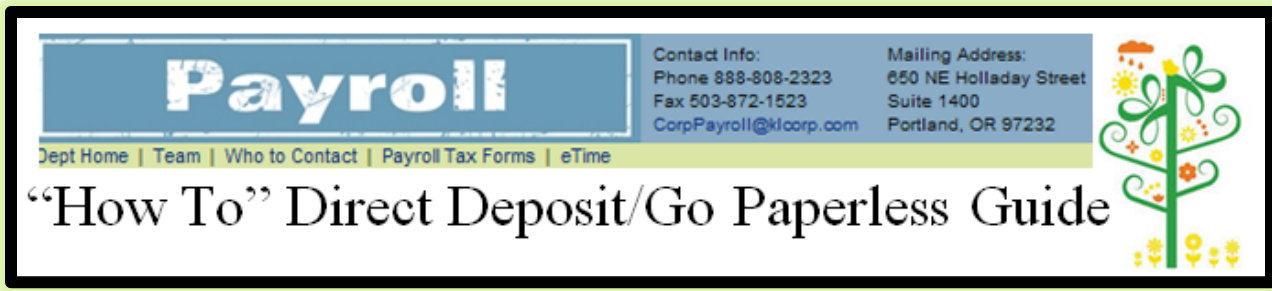 Payroll
Contact Info:
Phone 888-808-2323
Fax 503-872-1523
CorpPayroll@klcorp.com
Mailing Address:
650 NE Holladay Street
Suite 1400
Portland, OR 97232
Dept Home | Team | Who to Contact | Payroll Tax Forms | eTime
“How To” Direct Deposit/Go Paperless Guide